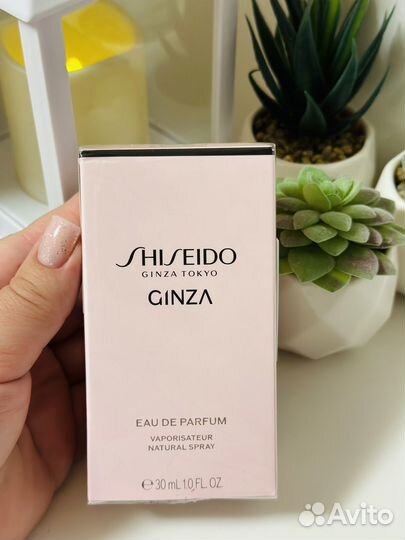 SHISEIDO
GINZA TOKYO
GINZA
EAU DE PARFUM
VAPORISATEUR
NATURAL SPRAY
℮30 mL 1.0 FL. OZ.
Avito